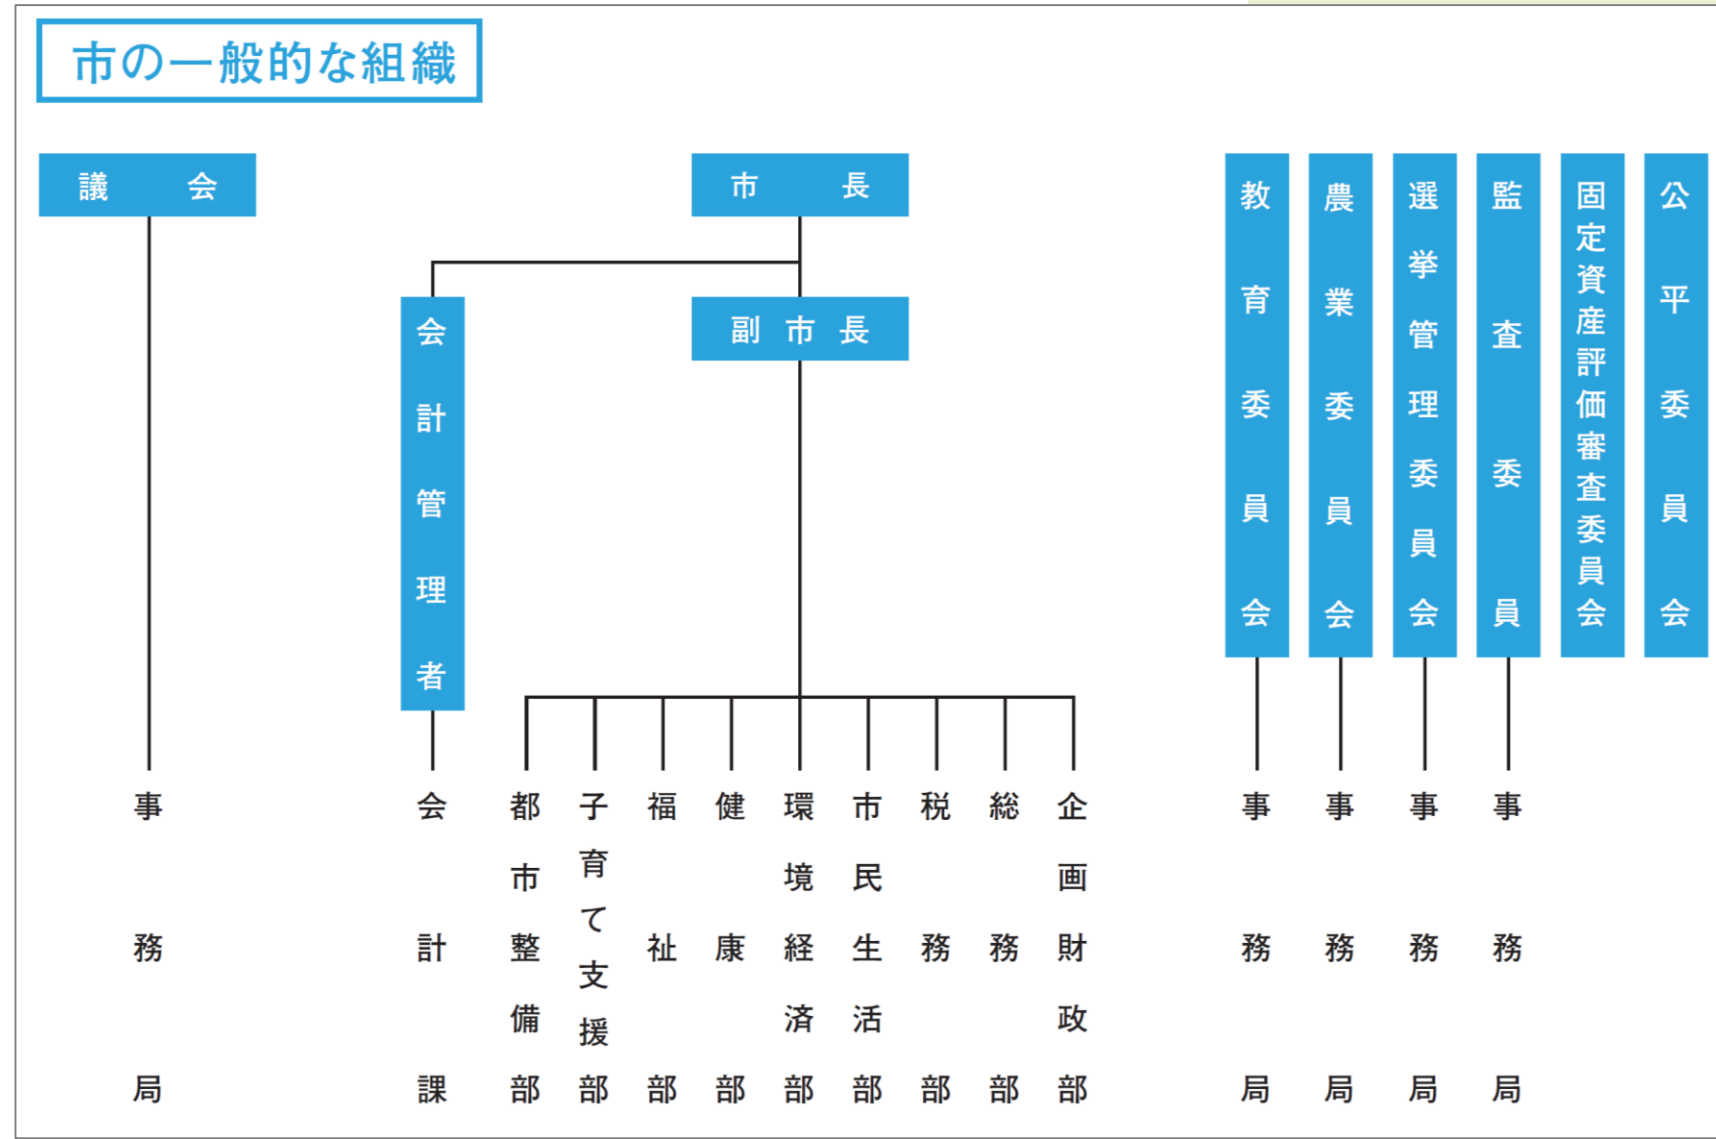 市の一般的な組織
議会
市長
副市長
会計管理者
教育委員会
農業委員会
選挙管理委員会
監査委員
固定資産評価審査委員会
公平委員会
事務局
会計課
都市整備部
子育て支援部
福祉部
健康部
環境経済部
市民生活部
税務部
総務部
企画財政部
事務局
事務局
事務局
事務局